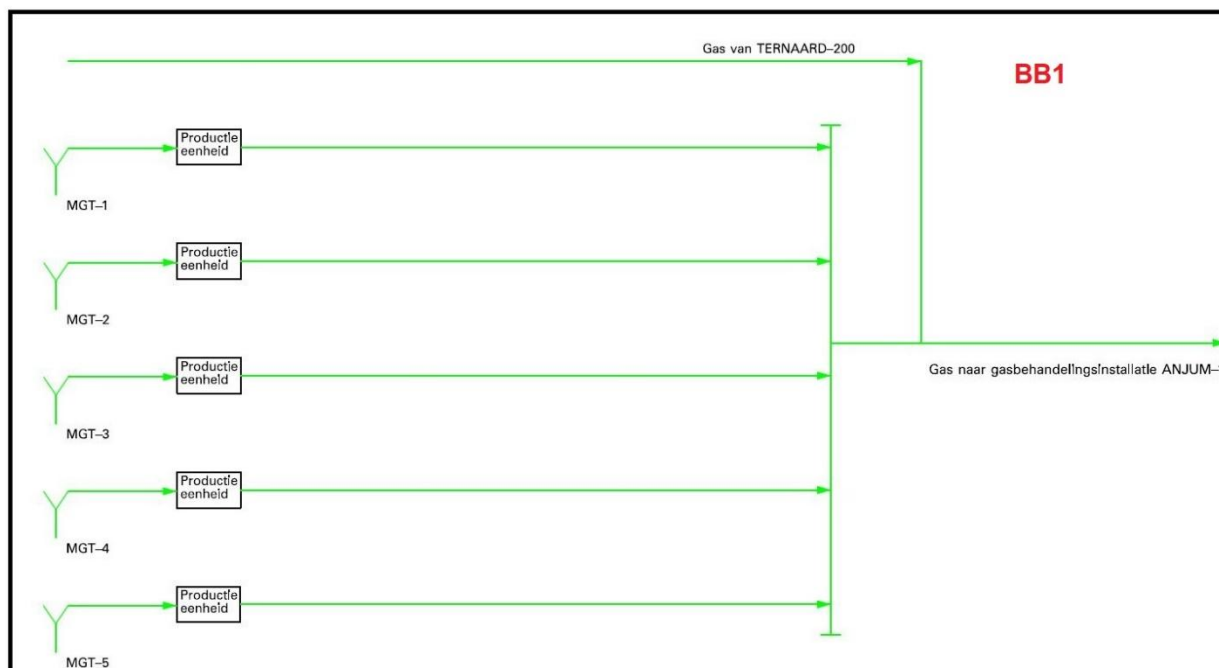 Gas van TERNAARD–200
BB1
Productie
eenheid
MGT–1
Productie
eenheid
MGT–2
Productie
eenheid
MGT–3
Gas naar gasbehandelingsinstallatie
Productie
eenheid
MGT–4
Productie
eenheid
MGT–5